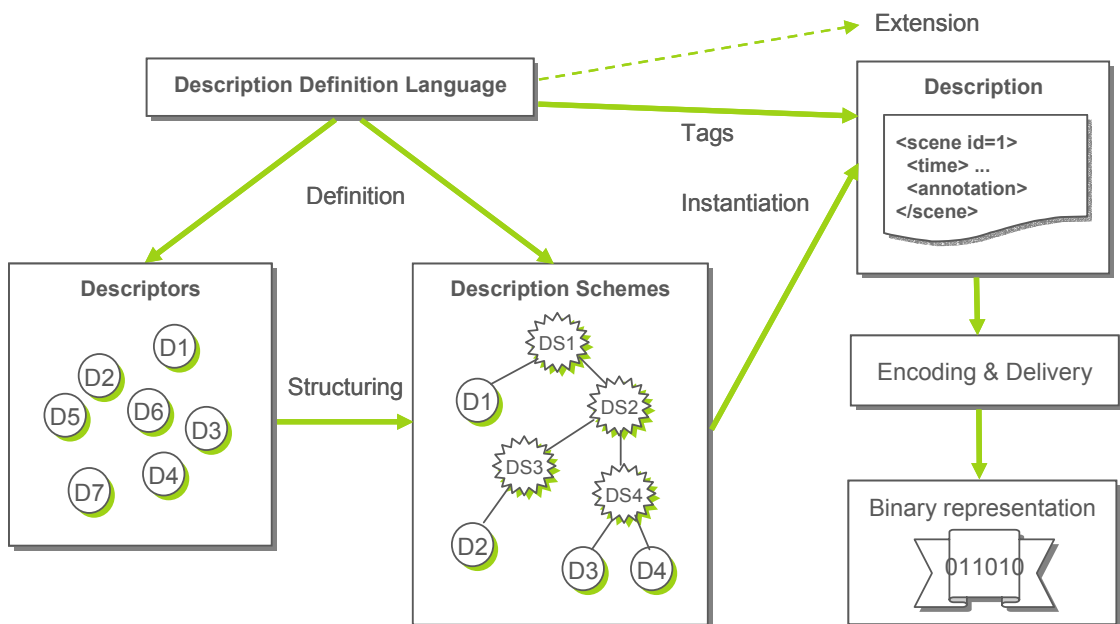 Extension
Description Definition Language
Description
Tags
<scene id=1>
<time> ...
<annotation>
</scene>
Definition
Instantiation
Descriptors
D1
D2
D5
D6
D3
D4
D7
Structuring
Description Schemes
DS1
D1
DS2
DS3
DS4
D2
D3
D4
Encoding & Delivery
Binary representation
011010